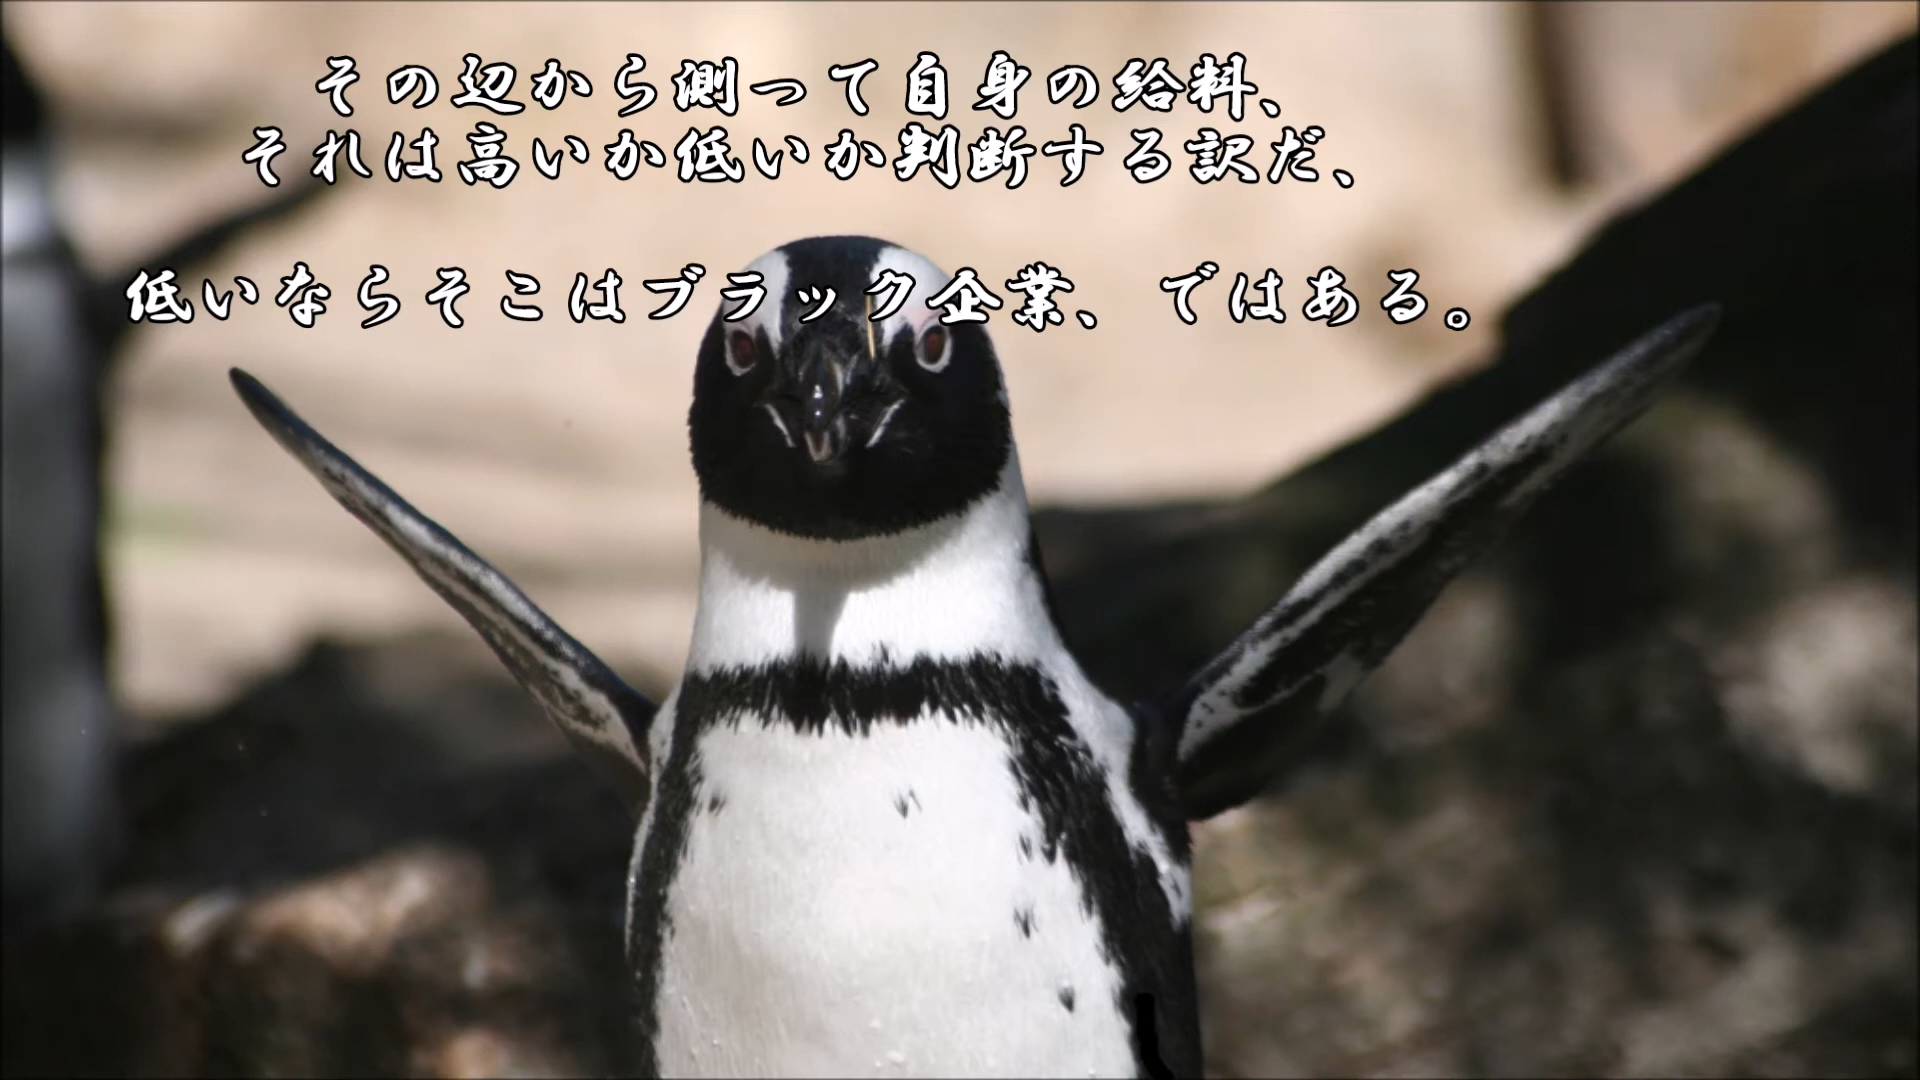 その辺から測って自身の給料、
それは高いか低いか判断する訳だ、
低いならそこはブラック企業、ではある。